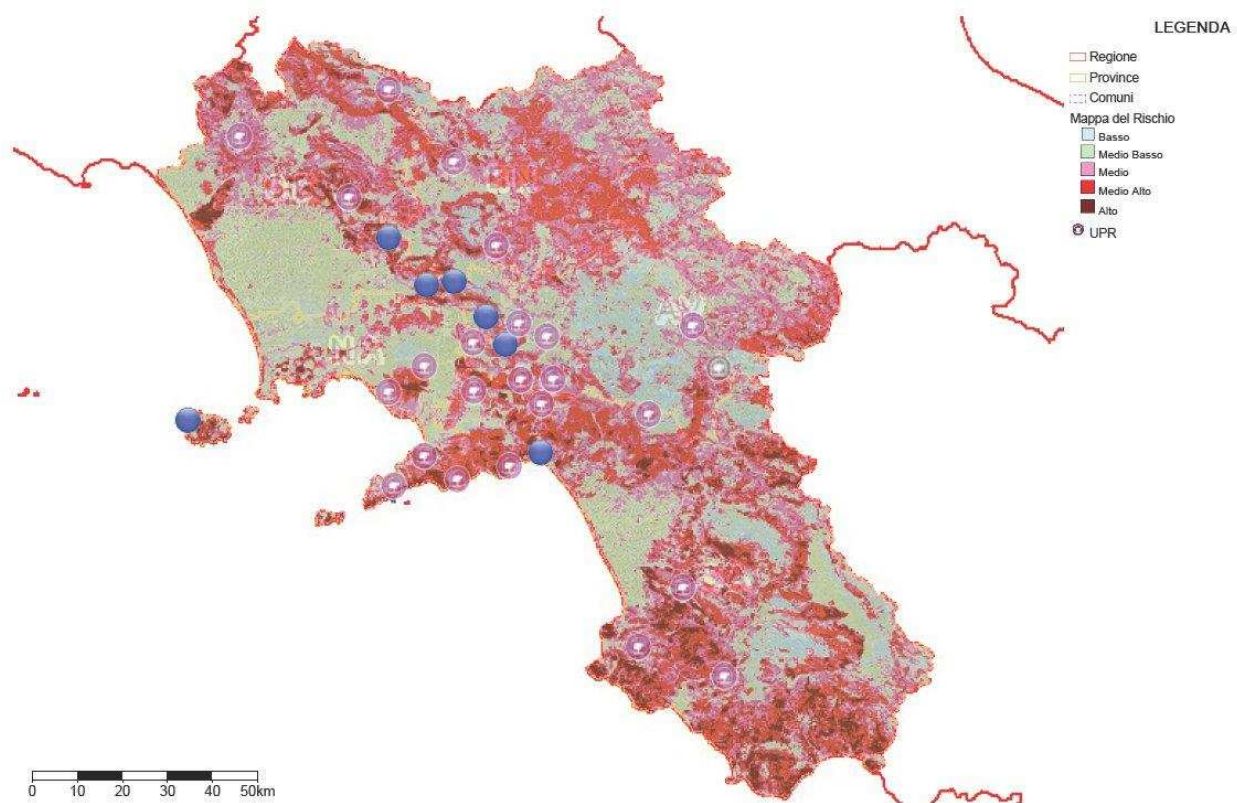 LEGENDA
Regione
Province
Comuni
Mappa del Rischio
Basso
Medio Basso
Medio
Medio Alto
Alto
UPR
0 10 20 30 40 50km